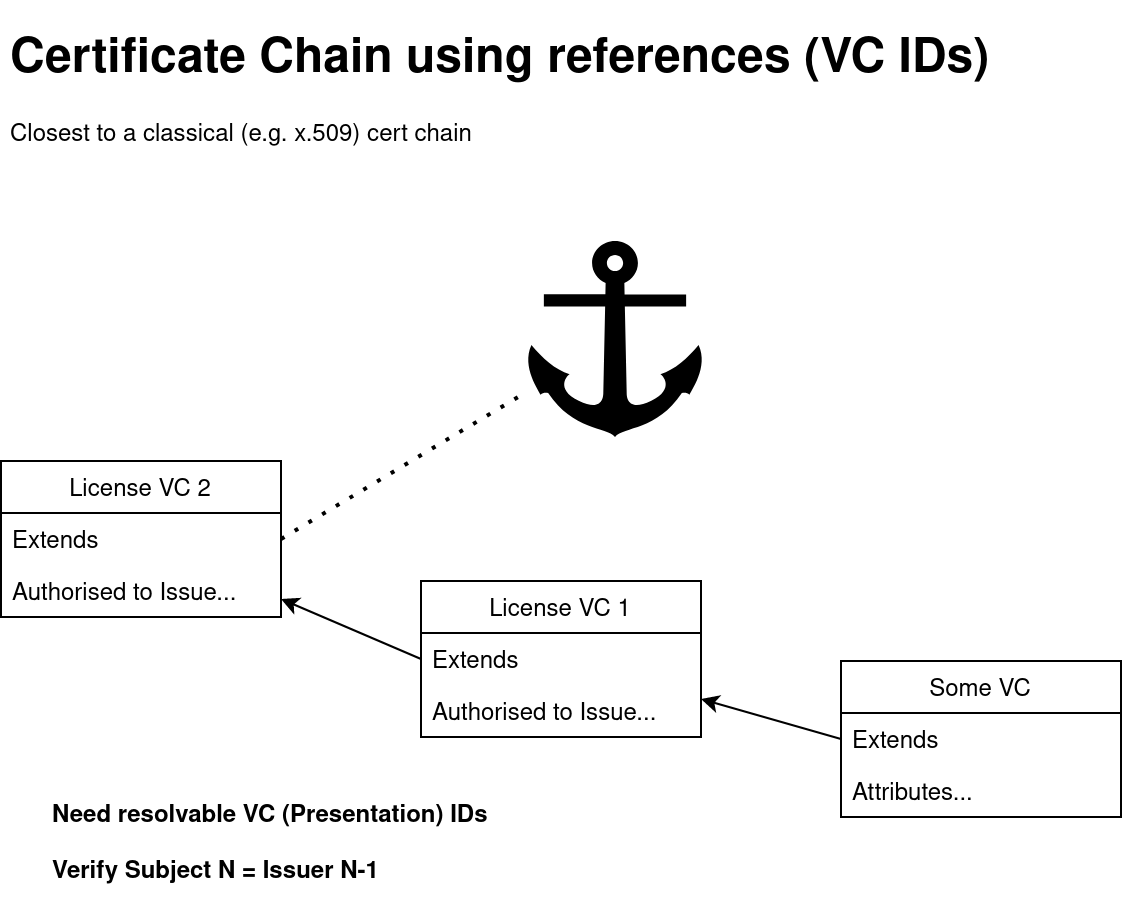 Certificate Chain using references (VC IDs)
Closest to a classical (e.g. x.509) cert chain
License VC 2
Extends
Authorised to Issue...
License VC 1
Extends
Authorised to Issue...
Some VC
Extends
Attributes...
Need resolvable VC (Presentation) IDs
Verify Subject N = Issuer N-1